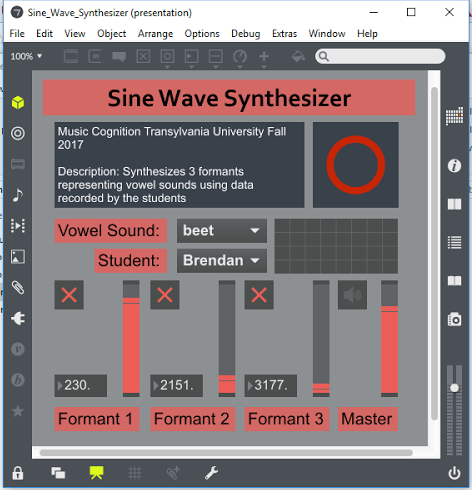 Sine_Wave_Synthesizer (presentation)
File Edit View Object Arrange Options Debug Extras Window Help
100%
Sine Wave Synthesizer
Music Cognition Transylvania University Fall
2017
Description: Synthesizes 3 formants
representing vowel sounds using data
recorded by the students
Vowel Sound: beet
Student: Brendan
230. 2151. 3177.
Formant 1 Formant 2 Formant 3 Master